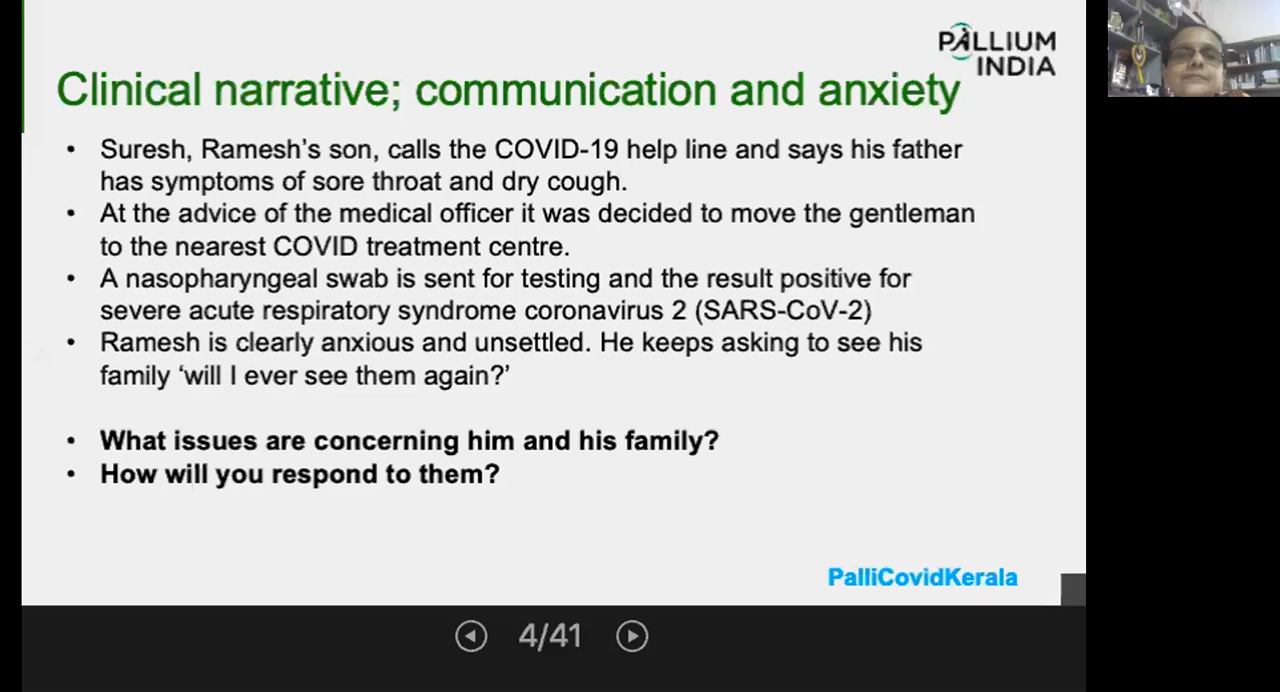 PALLIUM
INDIA
Clinical narrative; communication and anxiety
• Suresh, Ramesh's son, calls the COVID-19 help line and says his father
has symptoms of sore throat and dry cough.
• At the advice of the medical officer it was decided to move the gentleman
to the nearest COVID treatment centre.
• A nasopharyngeal swab is sent for testing and the result positive for
severe acute respiratory syndrome coronavirus 2 (SARS-CoV-2)
• Ramesh is clearly anxious and unsettled. He keeps asking to see his
family ‘will I ever see them again?’
• What issues are concerning him and his family?
• How will you respond to them?
PalliCovidKerala
4/41